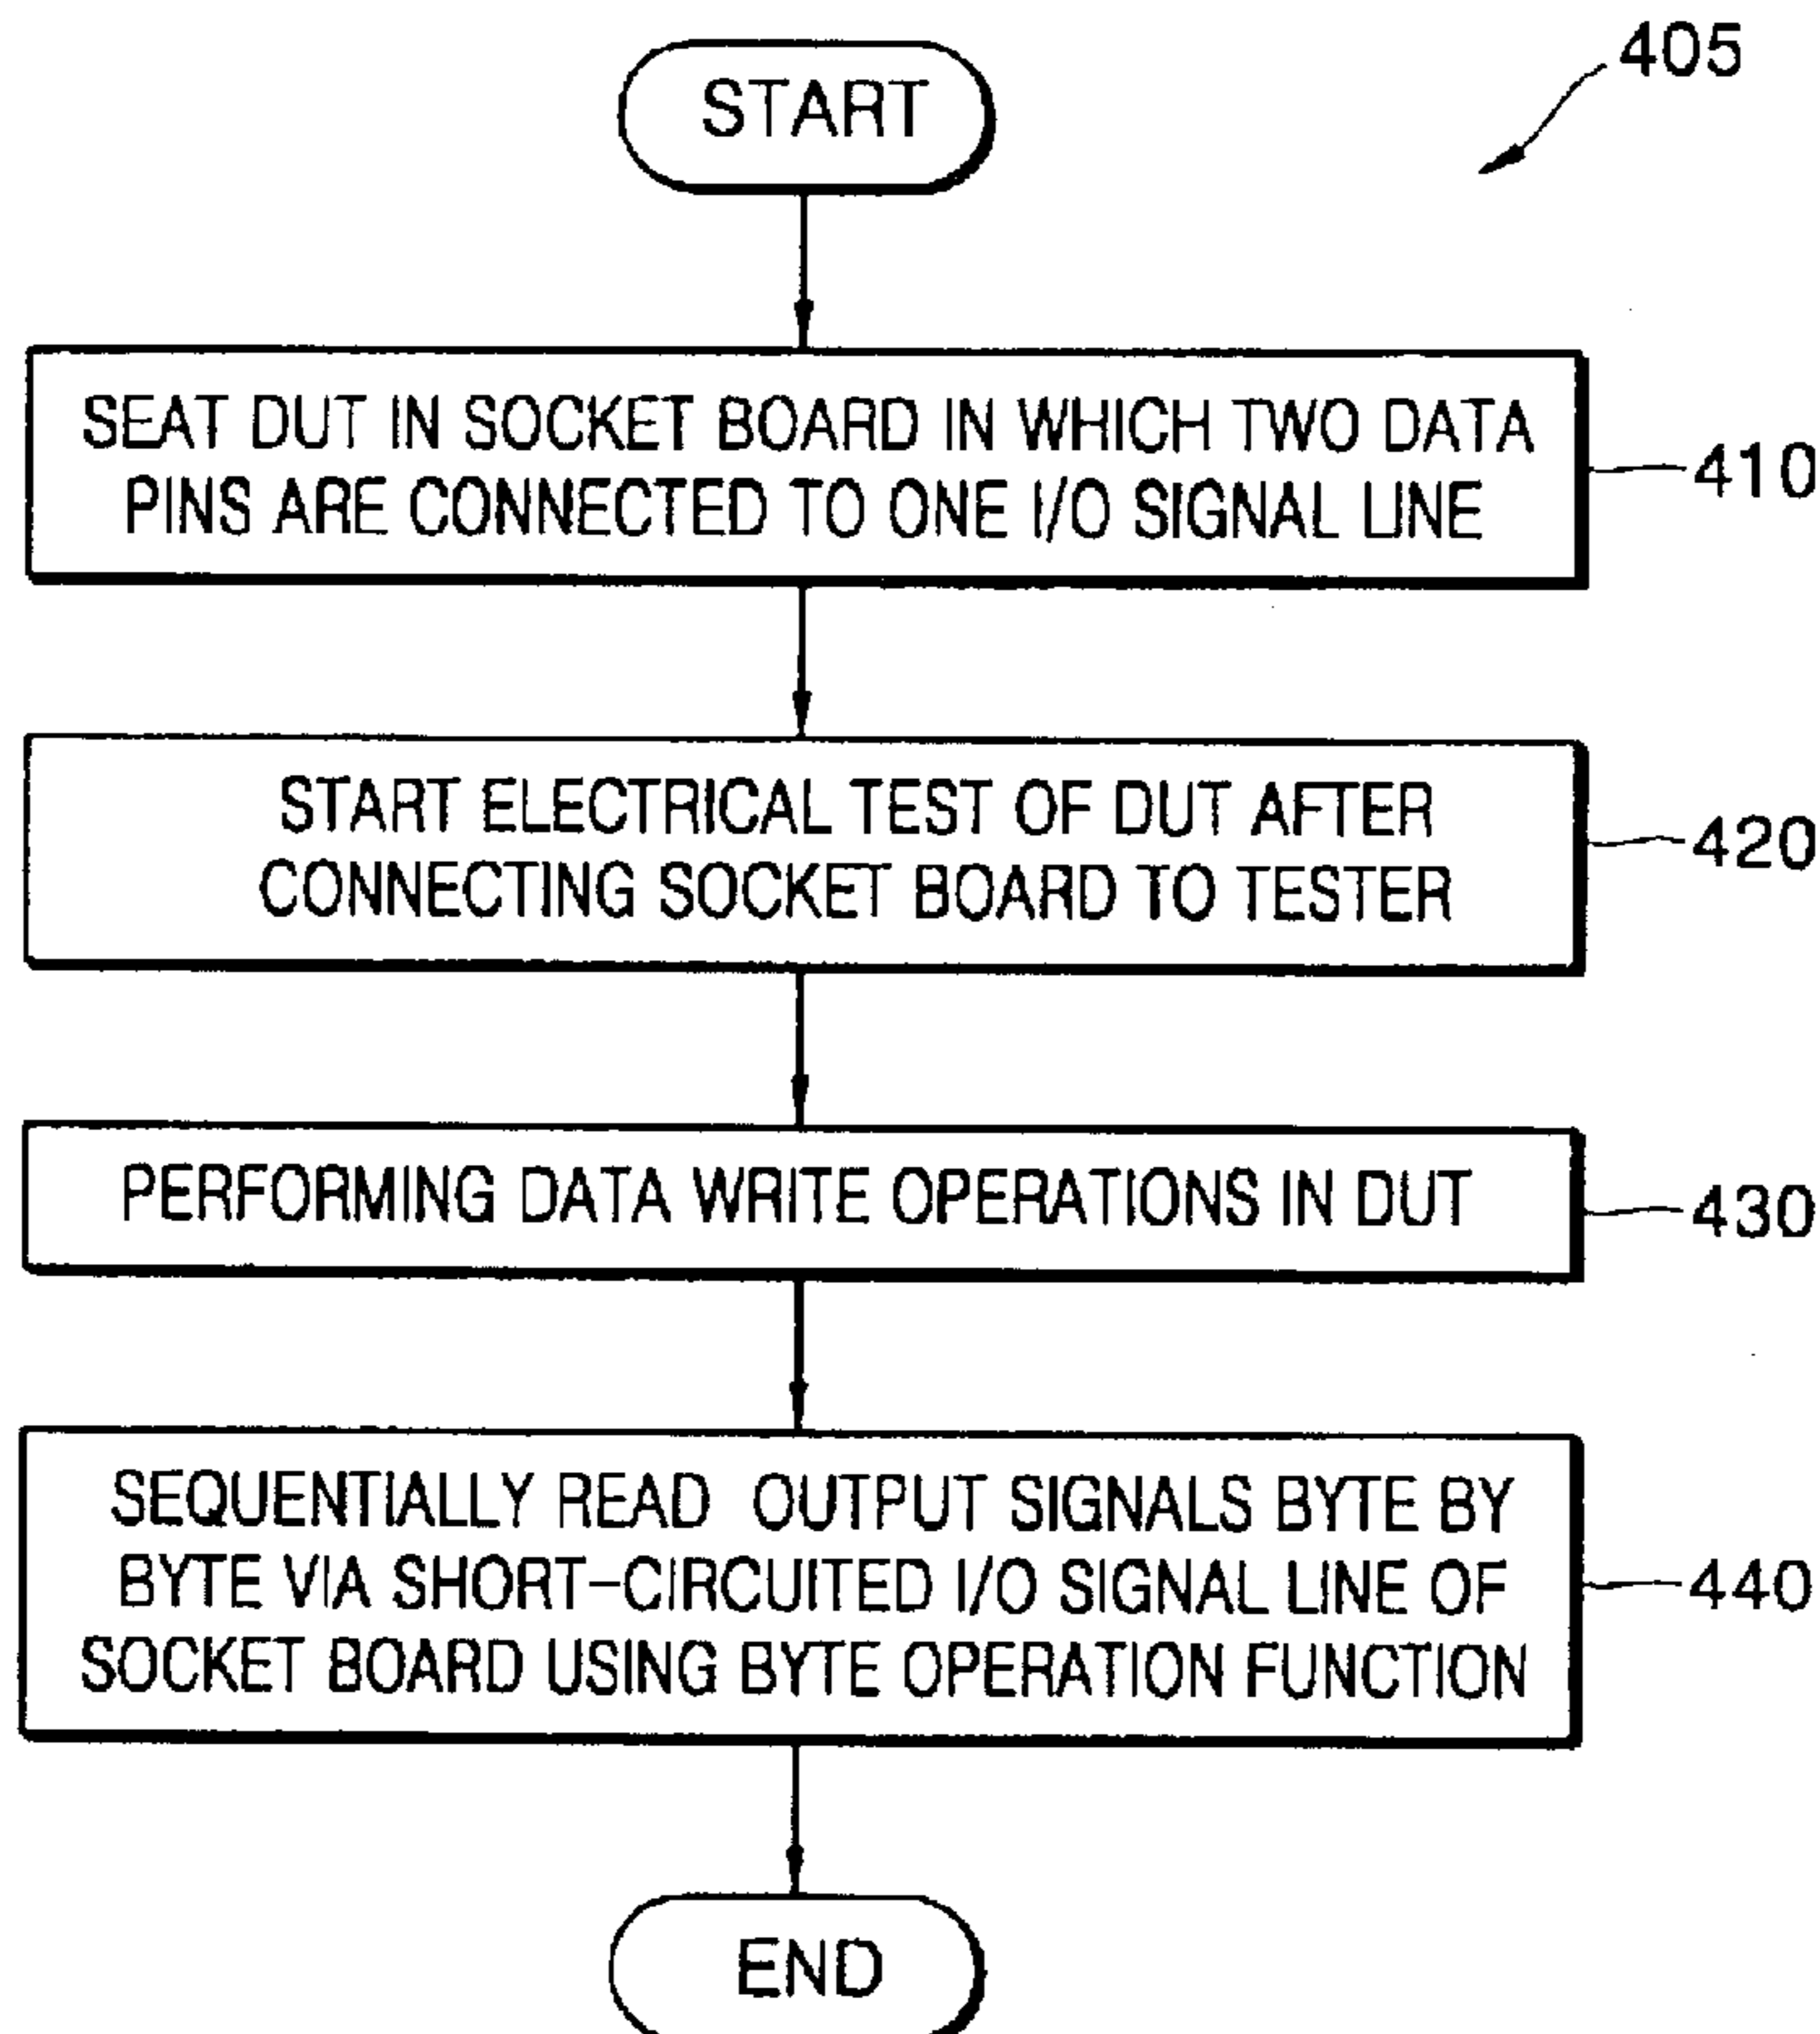 405
START
SEAT DUT IN SOCKET BOARD IN WHICH TWO DATA
PINS ARE CONNECTED TO ONE I/O SIGNAL LINE
410
START ELECTRICAL TEST OF DUT AFTER
CONNECTING SOCKET BOARD TO TESTER
420
PERFORMING DATA WRITE OPERATIONS IN DUT
430
SEQUENTIALLY READ OUTPUT SIGNALS BYTE BY
BYTE VIA SHORT-CIRCUITED I/O SIGNAL LINE OF
SOCKET BOARD USING BYTE OPERATION FUNCTION
440
END